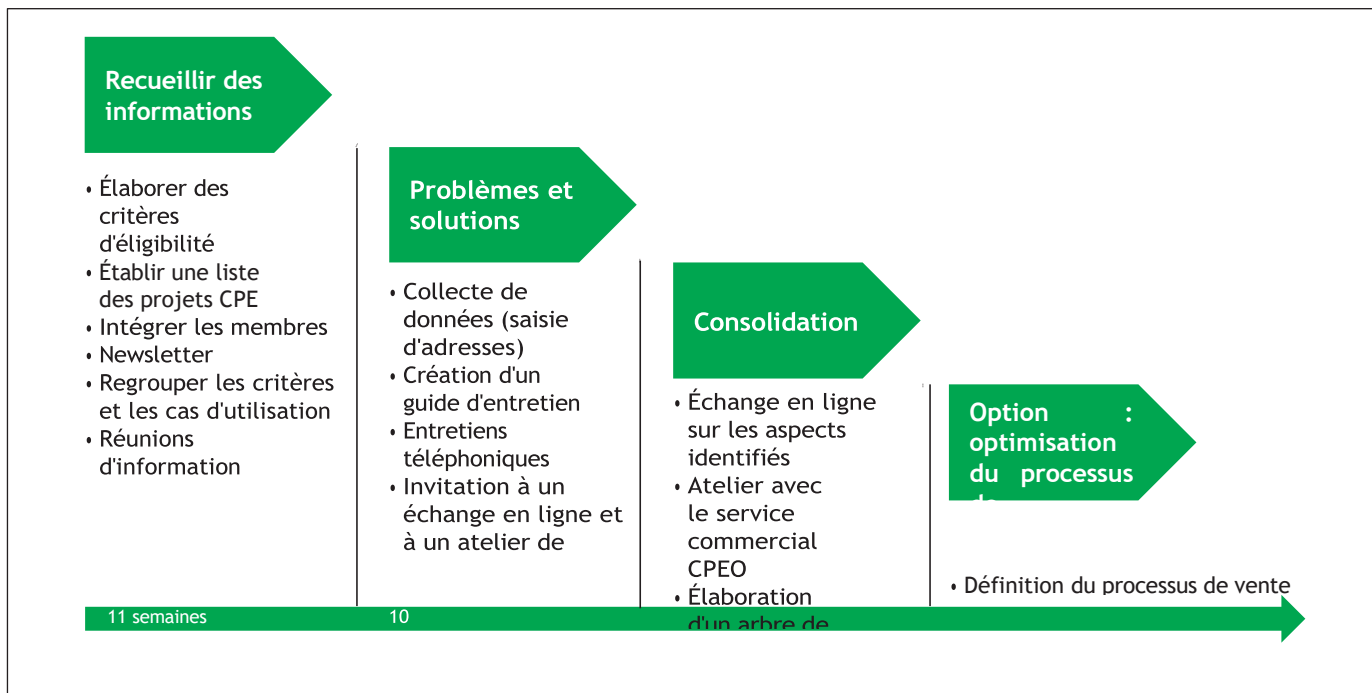 Recueillir des
informations
• Élaborer des
critères
d'éligibilité
• Établir une liste
des projets CPE
• Intégrer les membres
• Newsletter
• Regrouper les critères
et les cas d'utilisation
• Réunions
d'information
Problèmes et
solutions
• Collecte de
données (saisie
d'adresses)
• Création d'un
guide d'entretien
• Entretiens
téléphoniques
• Invitation à un
échange en ligne et
à un atelier de
Consolidation
• Échange en ligne
sur les aspects
identifiés
• Atelier avec
le service
commercial
CPEO
• Élaboration
d'un arbre de
Option :
optimisation
du processus
• Définition du processus de vente
11 semaines
10